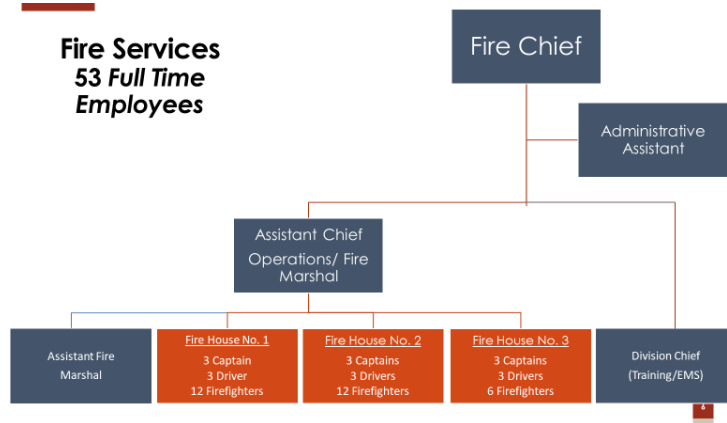 Fire Services
53 Full Time
Employees
Fire Chief
Administrative
Assistant
Assistant Chief
Operations/ Fire
Marshal
Assistant Fire
Marshal
Fire House No. 1
3 Captain
3 Driver
12 Firefighters
Fire House No. 2
3 Captains
3 Drivers
12 Firefighters
Fire House No. 3
3 Captains
3 Drivers
6 Firefighters
Division Chief
(Training/EMS)
6